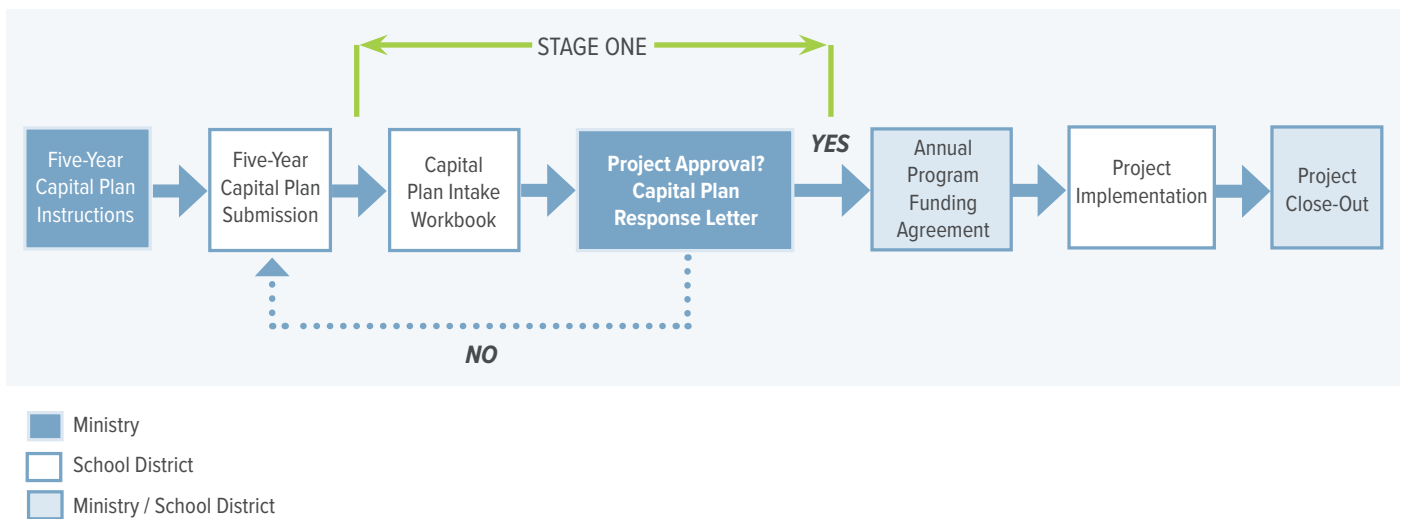 STAGE ONE
Five-Year
Capital Plan
Instructions
Five-Year
Capital Plan
Submission
Capital
Plan Intake
Workbook
Project Approval?
Capital Plan
Response Letter
YES
Annual
Program
Funding
Agreement
Project
Implementation
Project
Close-Out
NO
Ministry
School District
Ministry / School District